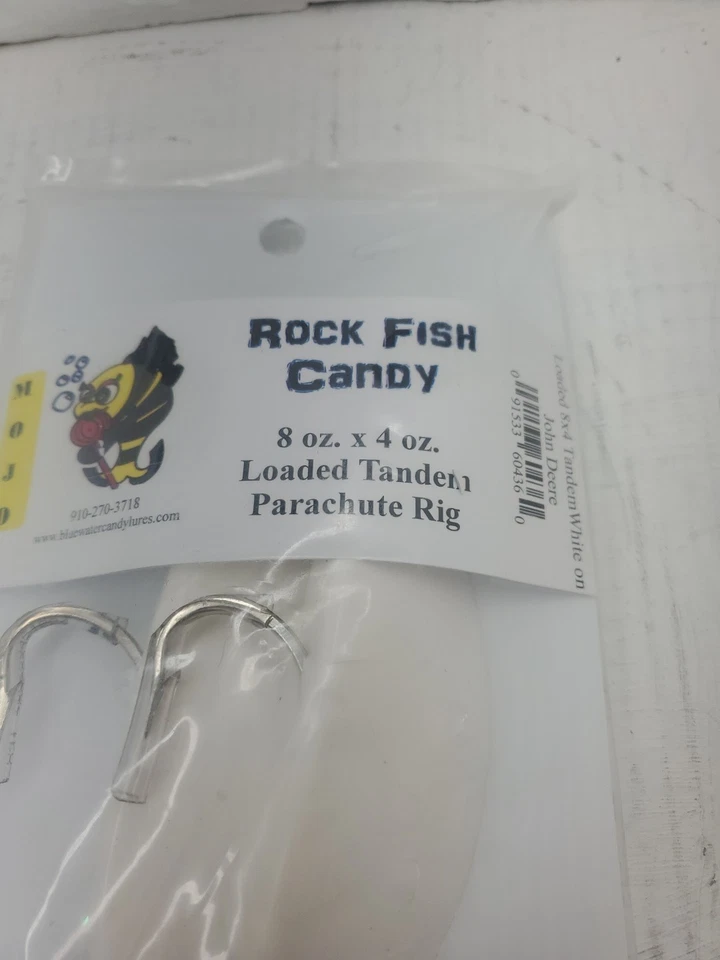 ROCK FISH
CANDY
8 oz. x 4 oz.
Loaded Tandem
Parachute Rig
MOJO
910-270-3718
www.bluewatercandylures.com
Loaded 8x4 Tandem White on
John Deere
0 91533 60436 0